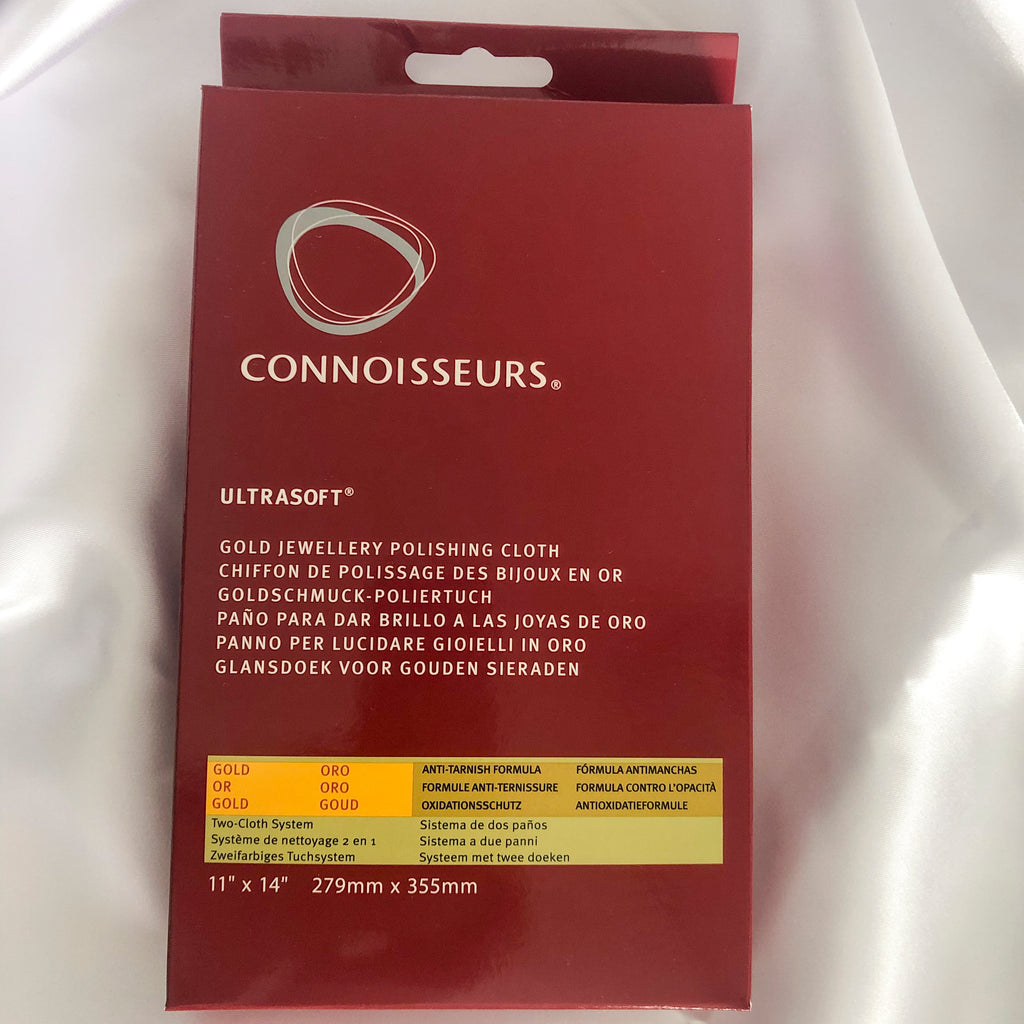 CONNOISSEURS®
ULTRASOFT®
GOLD JEWELLERY POLISHING CLOTH
CHIFFON DE POLISSAGE DES BIJOUX EN OR
GOLDSCHMUCK-POLIERTUCH
PAÑO PARA DAR BRILLO A LAS JOYAS DE ORO
PANNO PER LUCIDARE GIOIELLI IN ORO
GLANSDOEK VOOR GOUDEN SIERADEN
GOLD ORO ANTI-TARNISH FORMULA FÓRMULA ANTIMANCHAS
OR ORO FORMULE ANTI-TERNISSURE FORMULA CONTRO L'OPACITÀ
GOLD GOUD OXIDATIONSSCHUTZ ANTIOXIDATIEFORMULE
Two-Cloth System Sistema de dos paños
Système de nettoyage 2 en 1 Sistema a due panni
Zweifarbiges Tuchsystem Systeem met twee doeken
11" x 14" 279mm x 355mm